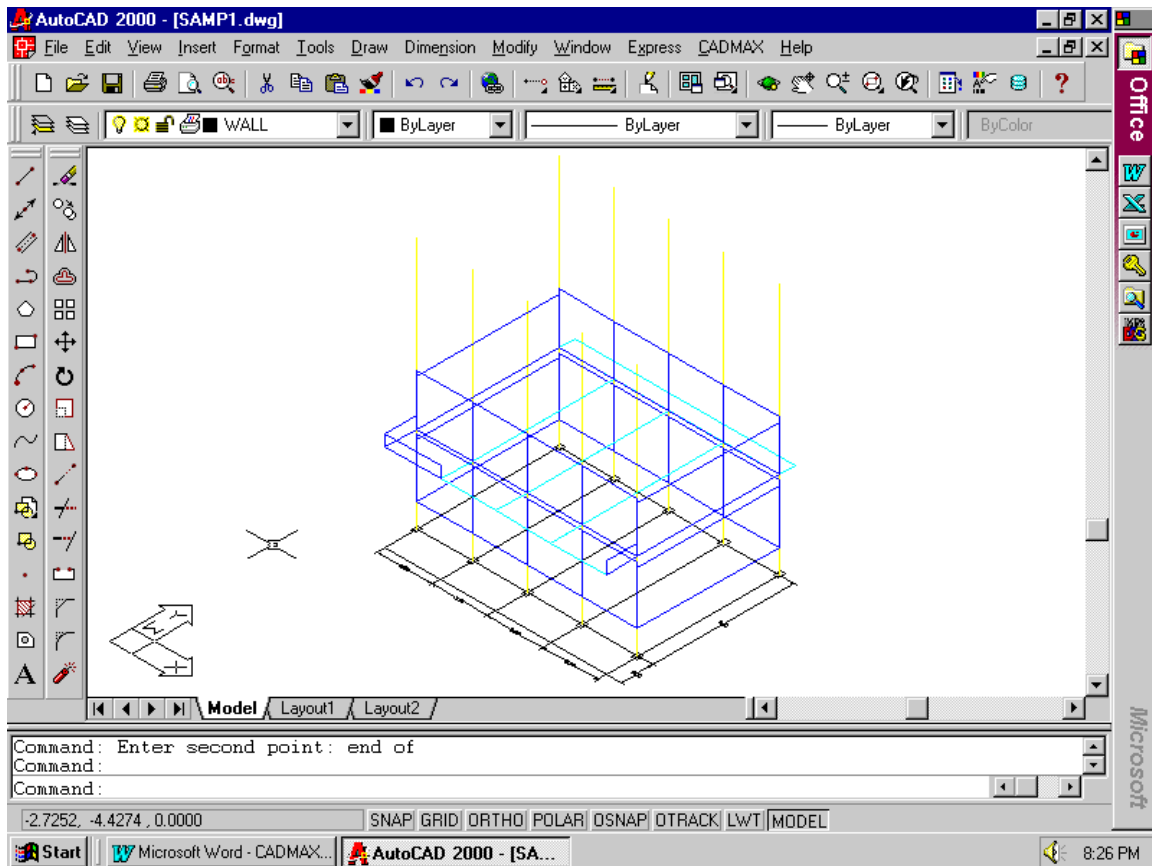 AutoCAD 2000 - [SAMP1.dwg]
File Edit View Insert Format Tools Draw Dimension Modify Window Express CADMAX Help
WALL ByLayer ByLayer ByLayer ByColor
Office
A
Model Layout1 Layout2
Command: Enter second point: end of
Command:
Command:
Microsoft
-2.7252, -4.4274 , 0.0000 SNAP GRID ORTHO POLAR OSNAP OTRACK LWT MODEL
Start Microsoft Word - CADMAX... AutoCAD 2000 - [SA... 8:26 PM